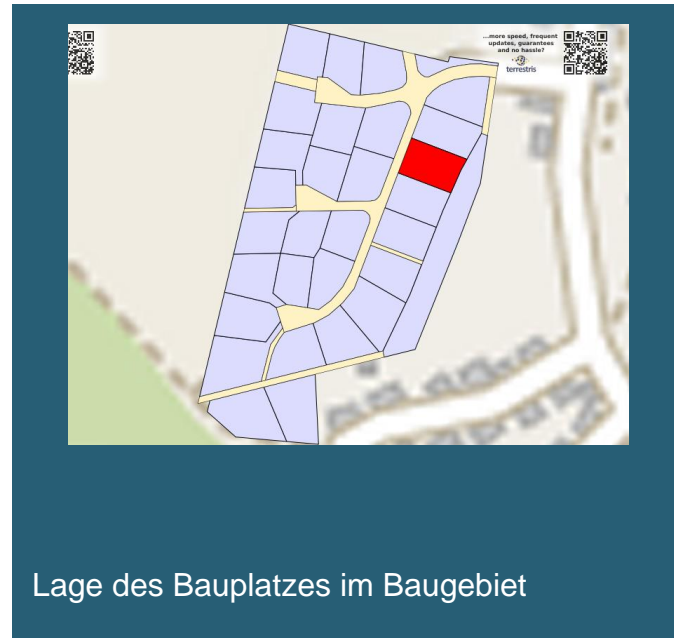 ...more speed, frequent
updates, guarantees
and no hassle?
terrestris
Lage des Bauplatzes im Baugebiet